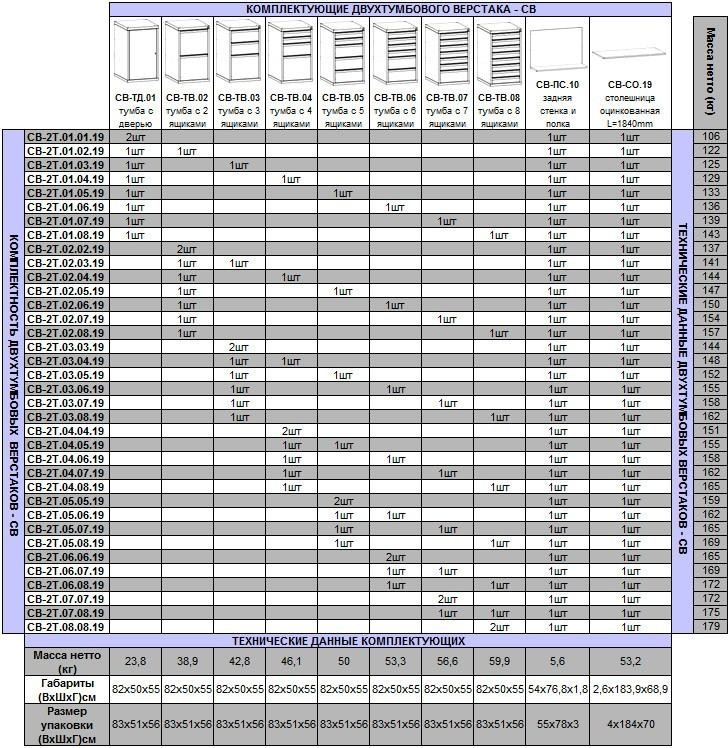 КОМПЛЕКТУЮЩИЕ ДВУХТУМБОВОГО ВЕРСТАКА - СВ
Масса нетто (кг)
СВ-ТД.01 СВ-ТВ.02 СВ-ТВ.03 СВ-ТВ.04 СВ-ТВ.05 СВ-ТВ.06 СВ-ТВ.07 СВ-ТВ.08 СВ-ПС.10 СВ-СО.19
тумба с дверью тумба с 2 ящиками тумба с 3 ящиками тумба с 4 ящиками тумба с 5 ящиками тумба с 6 ящиками тумба с 7 ящиками тумба с 8 ящиками задняя стенка и полка столешница оцинкованная L=1840mm
КОМПЛЕКТНОСТЬ ДВУХТУМБОВЫХ ВЕРСТАКОВ - СВ
ТЕХНИЧЕСКИЕ ДАННЫЕ ДВУХТУМБОВЫХ ВЕРСТАКОВ - СВ
СВ-2Т.01.01.19 2шт 1шт 1шт 106
СВ-2Т.01.02.19 1шт 1шт 1шт 1шт 122
СВ-2Т.01.03.19 1шт 1шт 1шт 1шт 125
СВ-2Т.01.04.19 1шт 1шт 1шт 1шт 129
СВ-2Т.01.05.19 1шт 1шт 1шт 1шт 133
СВ-2Т.01.06.19 1шт 1шт 1шт 1шт 136
СВ-2Т.01.07.19 1шт 1шт 1шт 1шт 139
СВ-2Т.01.08.19 1шт 1шт 1шт 1шт 143
СВ-2Т.02.02.19 2шт 1шт 1шт 137
СВ-2Т.02.03.19 1шт 1шт 1шт 1шт 141
СВ-2Т.02.04.19 1шт 1шт 1шт 1шт 144
СВ-2Т.02.05.19 1шт 1шт 1шт 1шт 147
СВ-2Т.02.06.19 1шт 1шт 1шт 1шт 150
СВ-2Т.02.07.19 1шт 1шт 1шт 1шт 154
СВ-2Т.02.08.19 1шт 1шт 1шт 1шт 157
СВ-2Т.03.03.19 2шт 1шт 1шт 144
СВ-2Т.03.04.19 1шт 1шт 1шт 1шт 148
СВ-2Т.03.05.19 1шт 1шт 1шт 1шт 152
СВ-2Т.03.06.19 1шт 1шт 1шт 1шт 155
СВ-2Т.03.07.19 1шт 1шт 1шт 1шт 158
СВ-2Т.03.08.19 1шт 1шт 1шт 1шт 162
СВ-2Т.04.04.19 2шт 1шт 1шт 151
СВ-2Т.04.05.19 1шт 1шт 1шт 1шт 155
СВ-2Т.04.06.19 1шт 1шт 1шт 1шт 158
СВ-2Т.04.07.19 1шт 1шт 1шт 1шт 162
СВ-2Т.04.08.19 1шт 1шт 1шт 1шт 165
СВ-2Т.05.05.19 2шт 1шт 1шт 159
СВ-2Т.05.06.19 1шт 1шт 1шт 1шт 162
СВ-2Т.05.07.19 1шт 1шт 1шт 1шт 165
СВ-2Т.05.08.19 1шт 1шт 1шт 1шт 169
СВ-2Т.06.06.19 2шт 1шт 1шт 165
СВ-2Т.06.07.19 1шт 1шт 1шт 1шт 169
СВ-2Т.06.08.19 1шт 1шт 1шт 1шт 172
СВ-2Т.07.07.19 2шт 1шт 1шт 172
СВ-2Т.07.08.19 1шт 1шт 1шт 1шт 175
СВ-2Т.08.08.19 2шт 1шт 1шт 179
ТЕХНИЧЕСКИЕ ДАННЫЕ КОМПЛЕКТУЮЩИХ
Масса нетто (кг) 23,8 38,9 42,8 46,1 50 53,3 56,6 59,9 5,6 53,2
Габариты (ВхШхГ)см 82х50х55 82х50х55 82х50х55 82х50х55 82х50х55 82х50х55 82х50х55 82х50х55 54х76,8х1,8 2,6х183,9х68,9
Размер упаковки (ВхШхГ)см 83х51х56 83х51х56 83х51х56 83х51х56 83х51х56 83х51х56 83х51х56 83х51х56 55х78х3 4х184х70